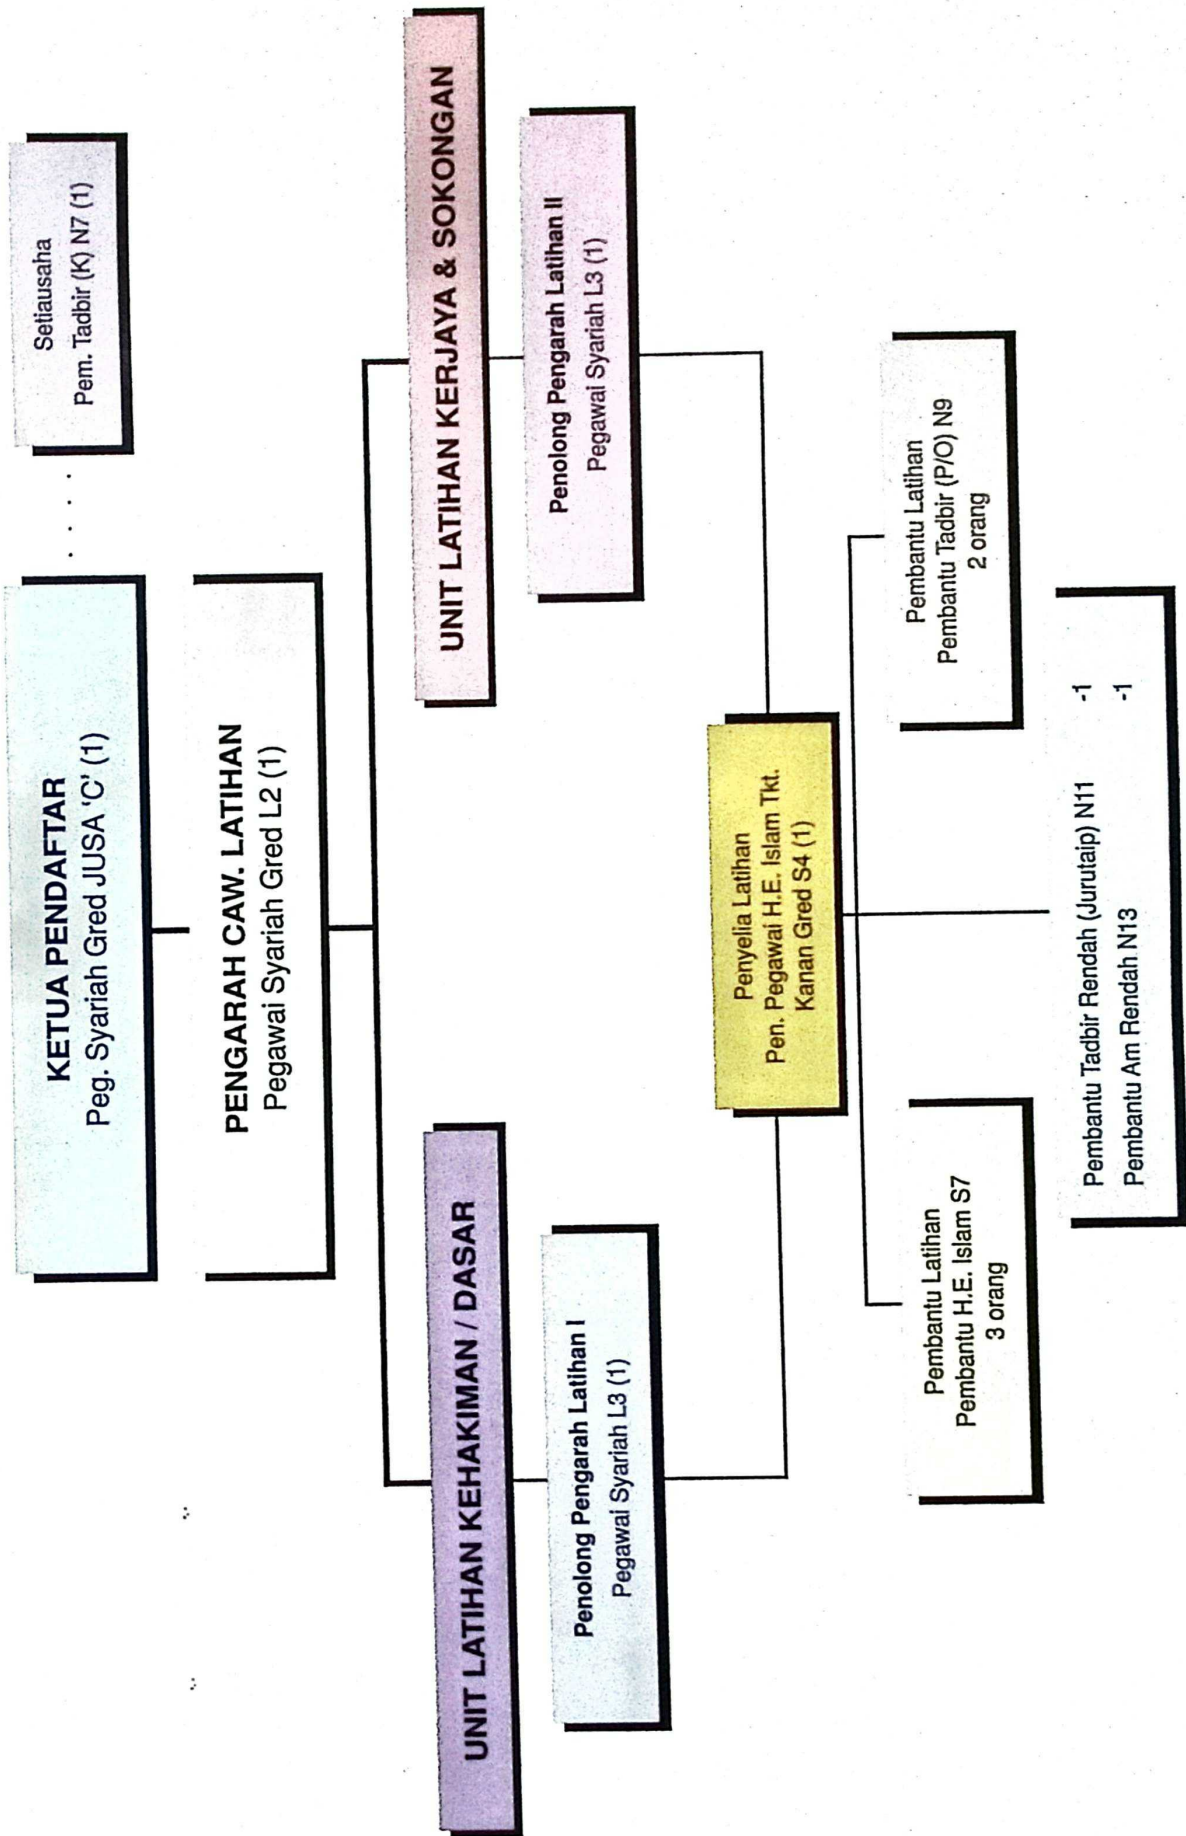 KETUA PENDAFTAR
Peg. Syariah Gred JUSA 'C' (1)
. . . . .
Setiausaha
Pem. Tadbir (K) N7 (1)
PENGARAH CAW. LATIHAN
Pegawai Syariah Gred L2 (1)
UNIT LATIHAN KEHAKIMAN / DASAR
UNIT LATIHAN KERJAYA & SOKONGAN
Penolong Pengarah Latihan I
Pegawai Syariah L3 (1)
Penolong Pengarah Latihan II
Pegawai Syariah L3 (1)
Penyelia Latihan
Pen. Pegawai H.E. Islam Tkt.
Kanan Gred S4 (1)
Pembantu Latihan
Pembantu H.E. Islam S7
3 orang
Pembantu Latihan
Pembantu Tadbir (P/O) N9
2 orang
Pembantu Tadbir Rendah (Jurutaip) N11 -1
Pembantu Am Rendah N13 -1